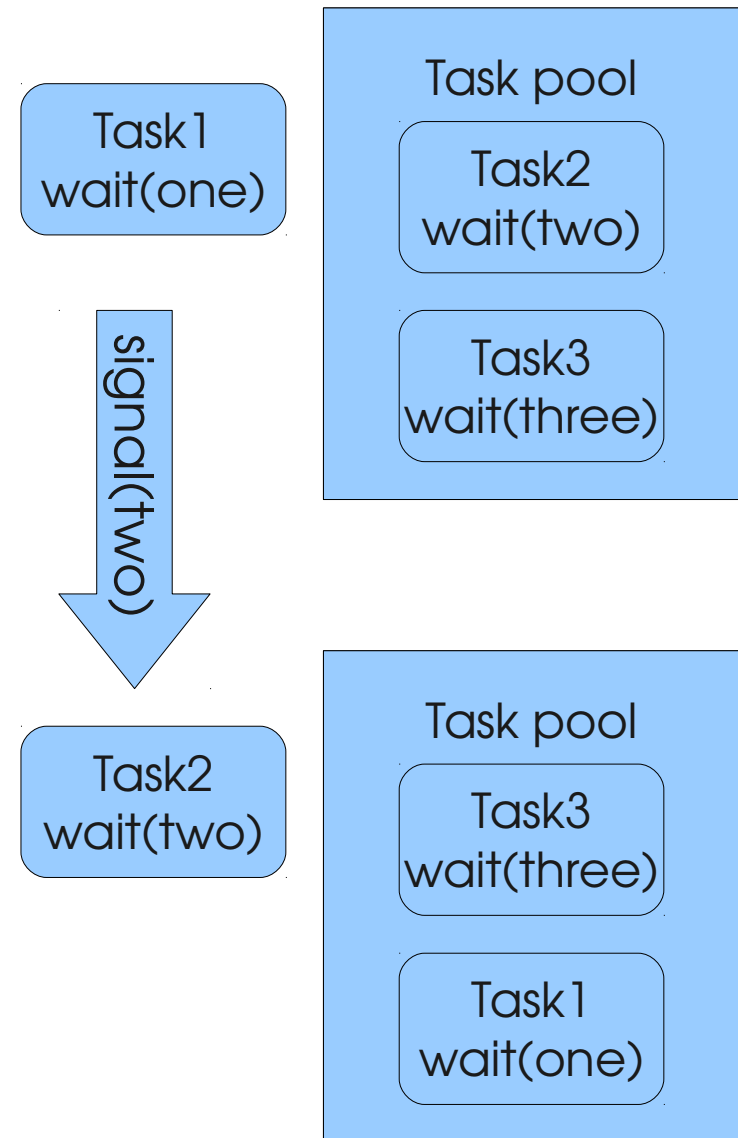 Task1
wait(one)
Task pool
Task2
wait(two)
Task3
wait(three)
signal(two)
Task2
wait(two)
Task pool
Task3
wait(three)
Task1
wait(one)